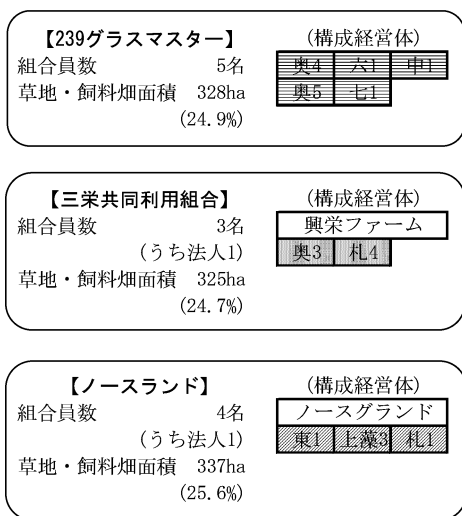 【239グラスマスター】 (構成経営体)
組合員数 5名 奥4 六1 中1
草地・飼料畑面積 328ha 奥5 七1
(24.9%)
【三栄共同利用組合】 (構成経営体)
組合員数 3名 興栄ファーム
(うち法人1) 奥3 札4
草地・飼料畑面積 325ha
(24.7%)
【ノースランド】 (構成経営体)
組合員数 4名 ノースグランド
(うち法人1) 東1 上藻3 札1
草地・飼料畑面積 337ha
(25.6%)